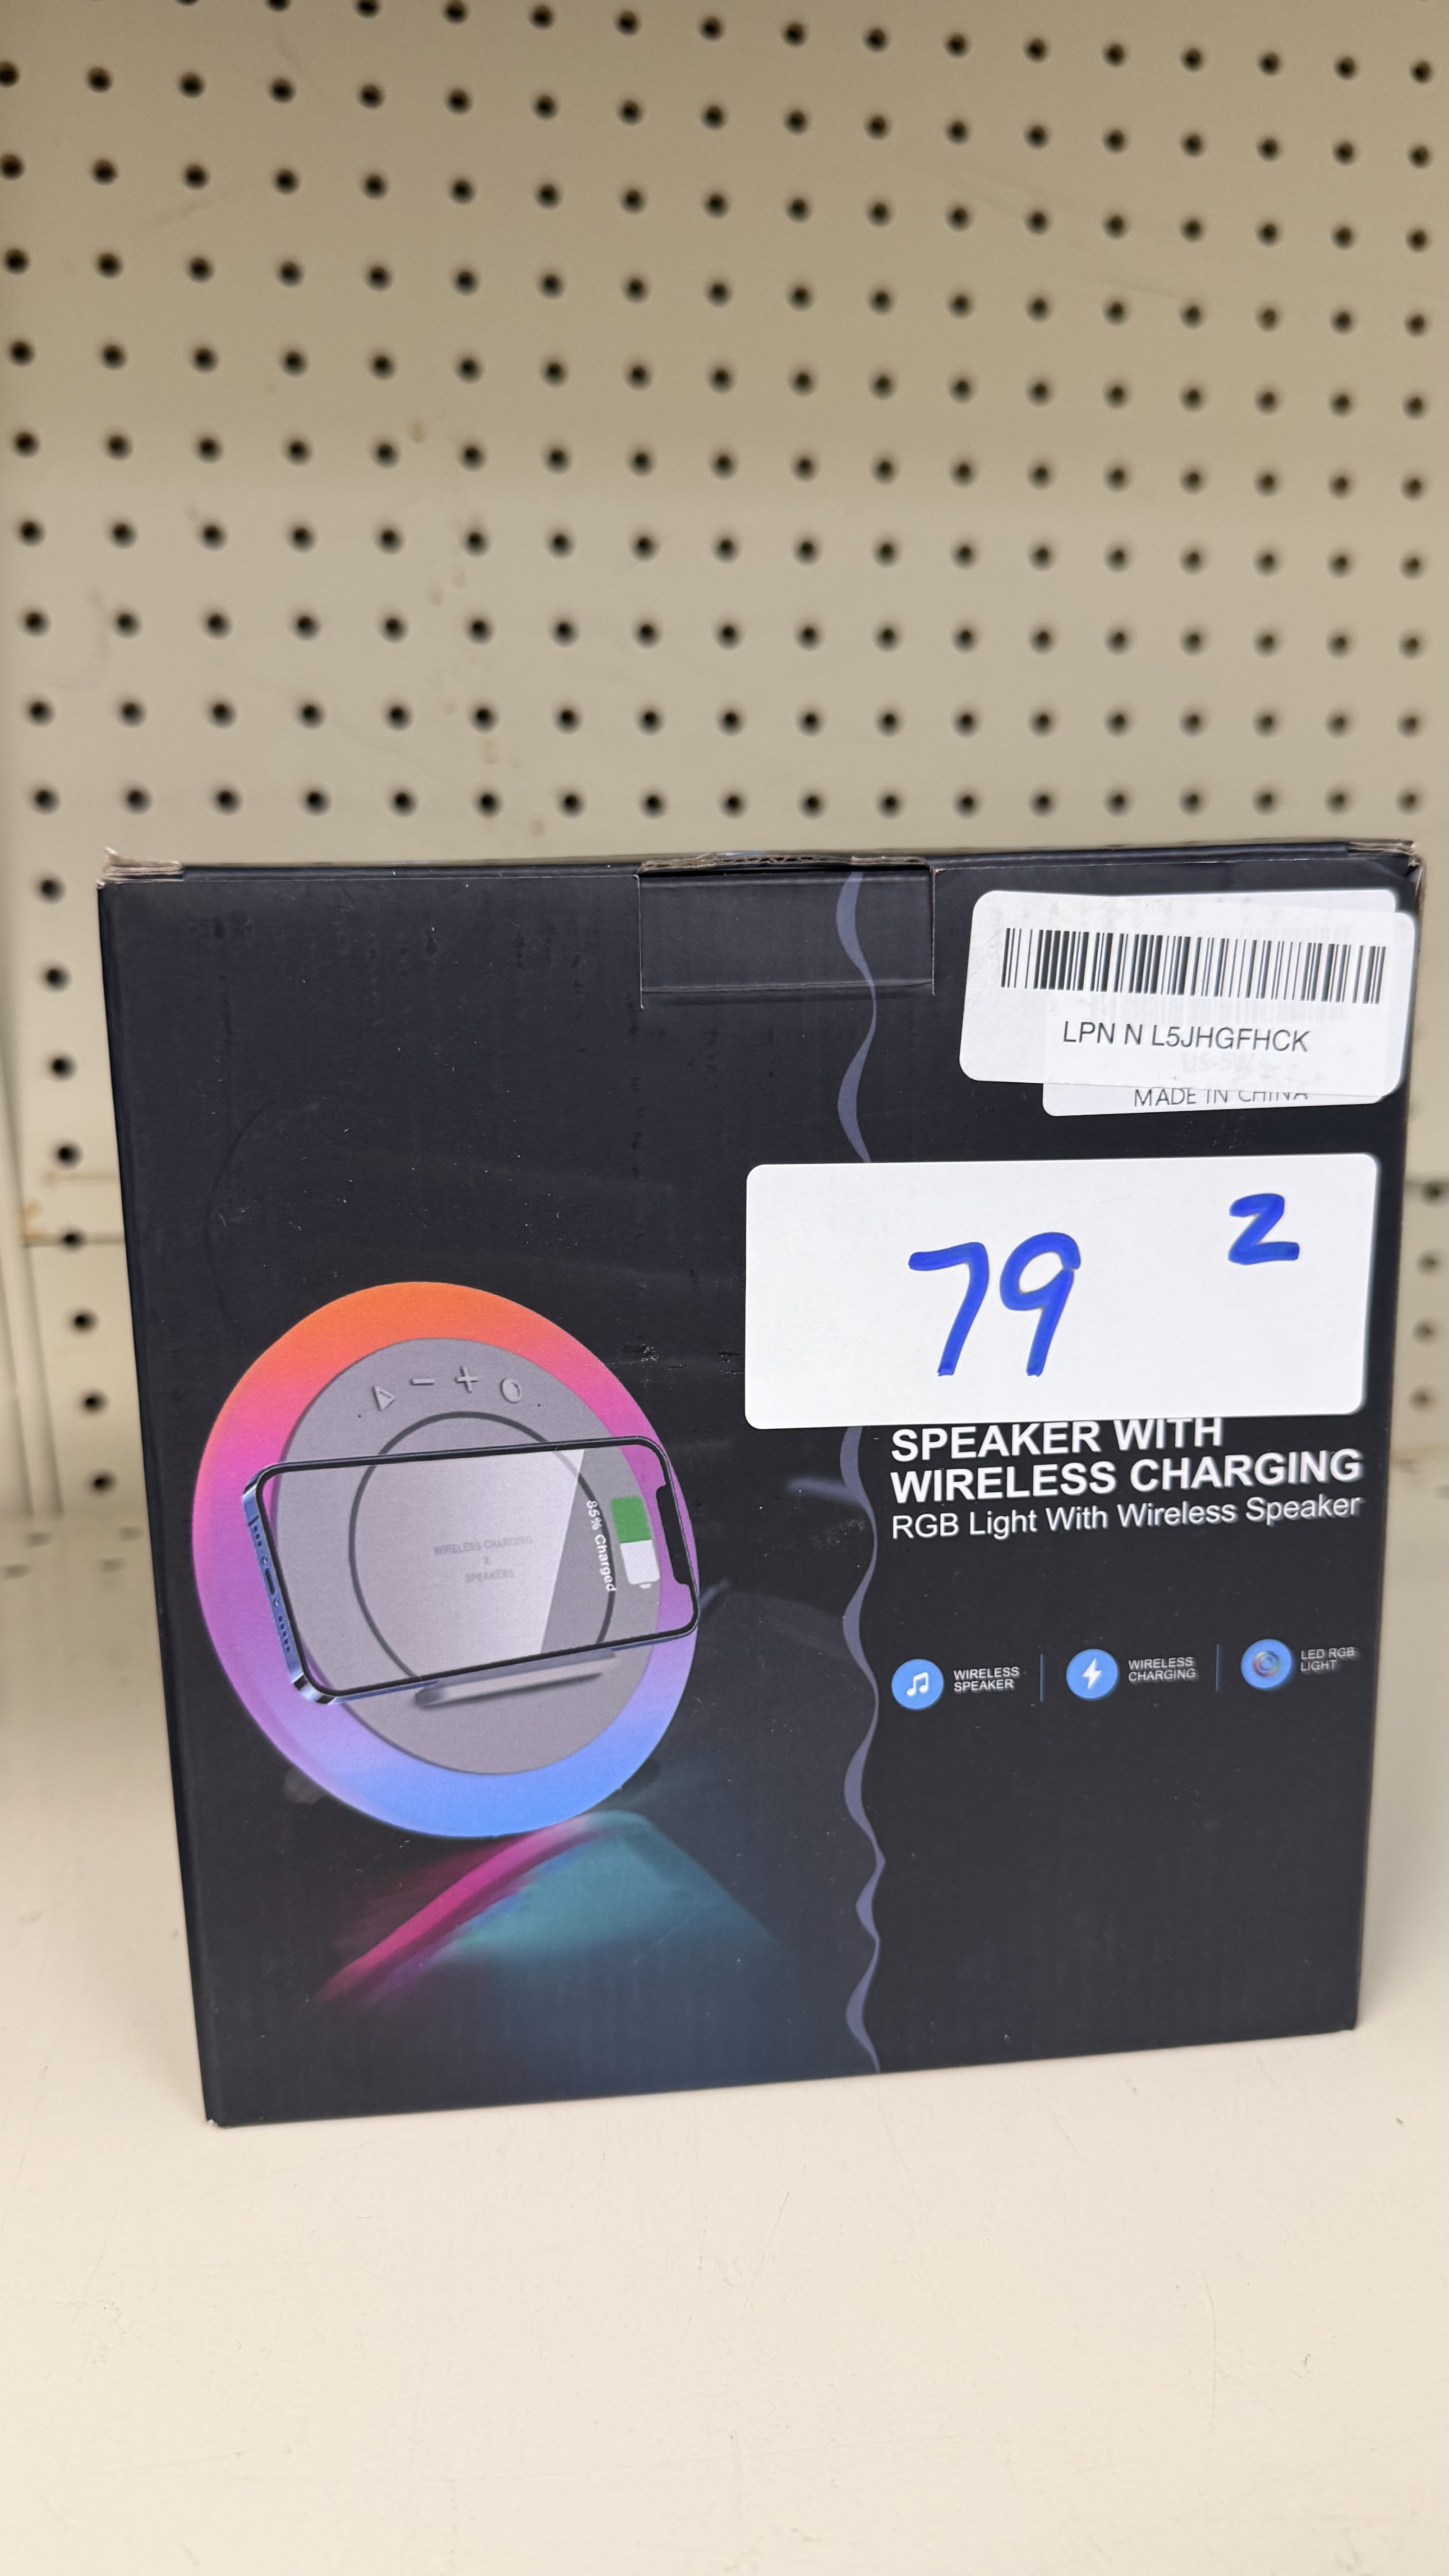 LPN N L5JHGFHCK
MADE IN CHINA
79 2
SPEAKER WITH
WIRELESS CHARGING
RGB Light With Wireless Speaker
85% Charged
WIRELESS CHARGING
X
SPEAKERS
WIRELESS
SPEAKER
WIRELESS
CHARGING
LED RGB
LIGHT